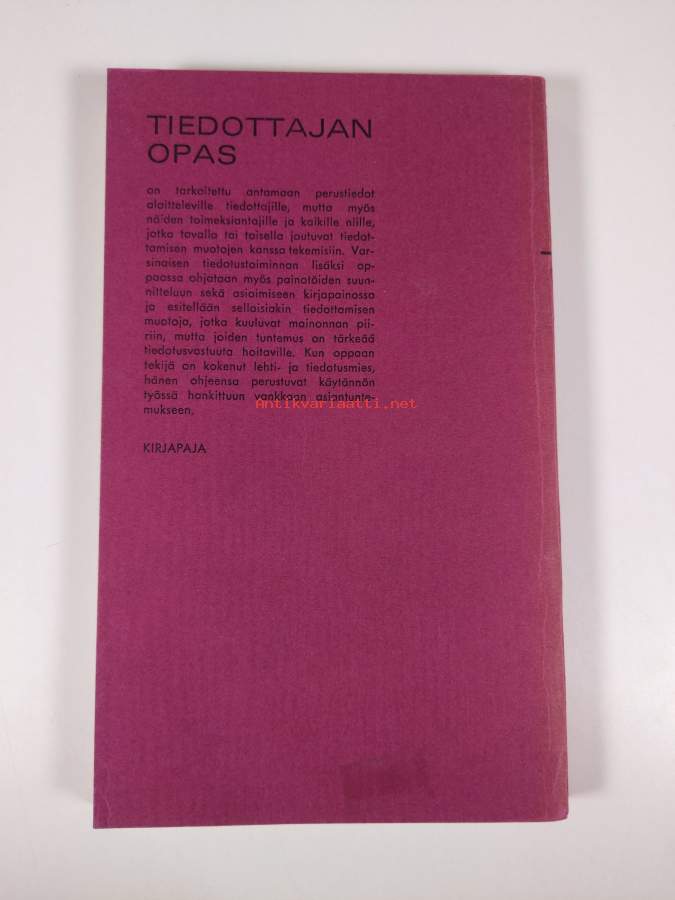 TIEDOTTAJAN
OPAS
on tarkoitettu antamaan perustiedot
aloitteleville tiedottajille, mutta myös
näiden toimeksiantajille ja kaikille niille,
jotka tavalla tai toisella joutuvat tiedot-
tamisen muotojen kanssa tekemisiin. Var-
sinaisen tiedotustoiminnan lisäksi op-
paassa ohjataan myös painotöiden suun-
nitteluun sekä asioimiseen kirjapainossa
ja esitellään sellaisiakin tiedottamisen
muotoja, jotka kuuluvat mainonnan pii-
riin, mutta joiden tuntemus on tärkeää
tiedotusvastuuta hoitaville. Kun oppaan
tekijä on kokenut lehti- ja tiedotusmies,
hänen ohjeensa perustuvat käytännön
työssä hankittuun vankkaan asiantunte-
mukseen.
Antikvariaatti.net
KIRJAPAJA